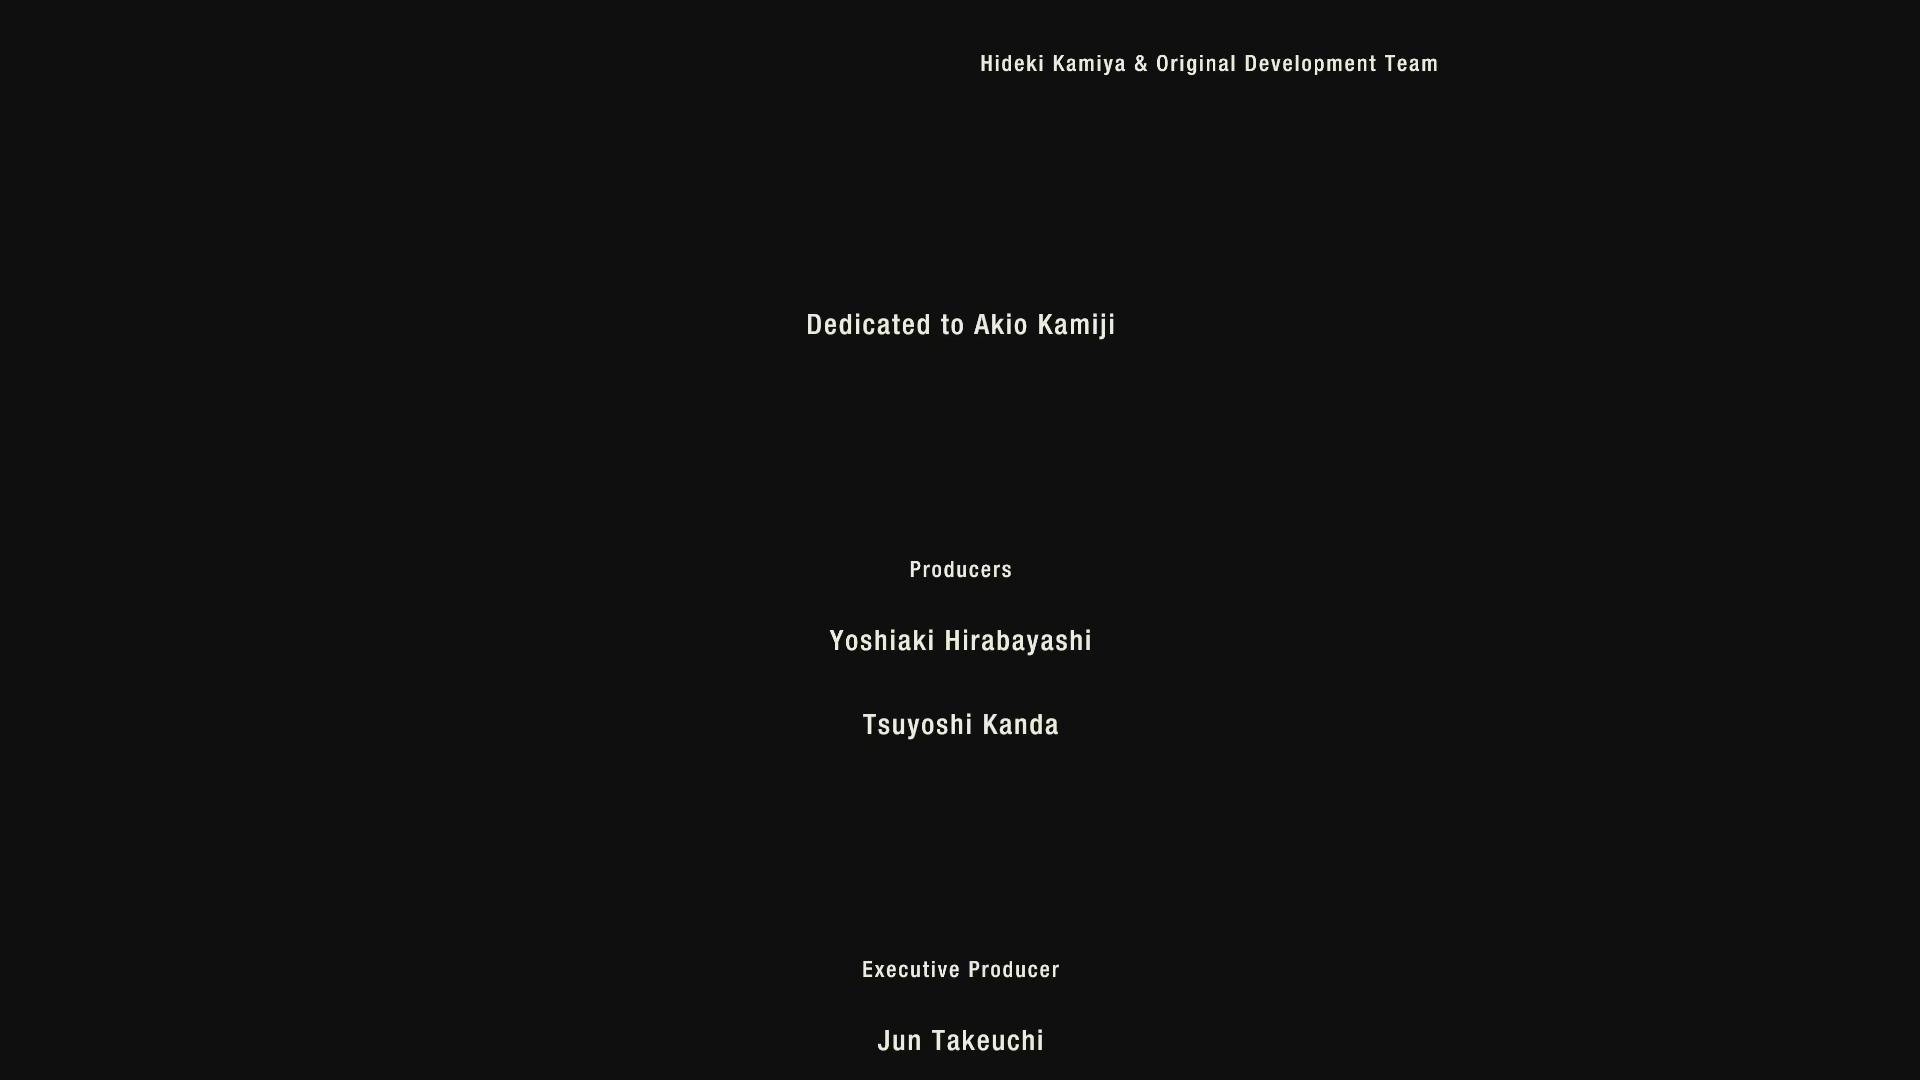 Hideki Kamiya & Original Development Team
Dedicated to Akio Kamiji
Producers
Yoshiaki Hirabayashi
Tsuyoshi Kanda
Executive Producer
Jun Takeuchi